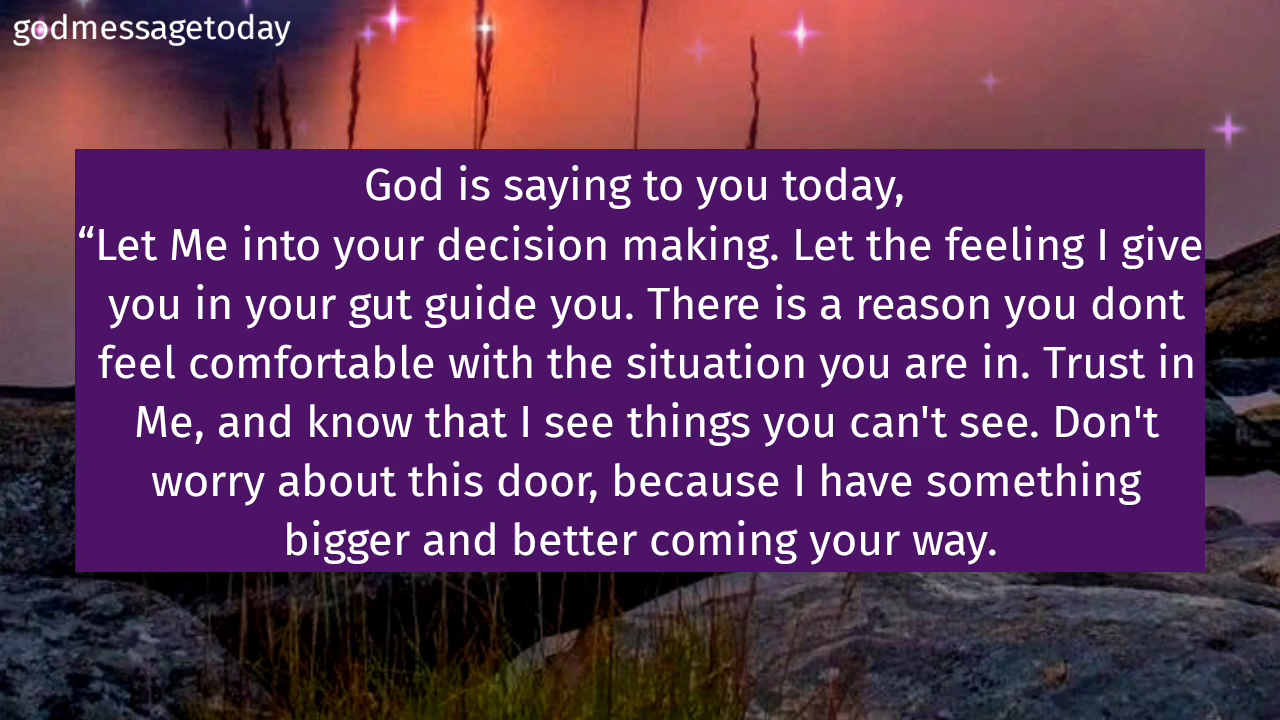 godmessagetoday
God is saying to you today,
“Let Me into your decision making. Let the feeling I give
you in your gut guide you. There is a reason you dont
feel comfortable with the situation you are in. Trust in
Me, and know that I see things you can't see. Don't
worry about this door, because I have something
bigger and better coming your way.